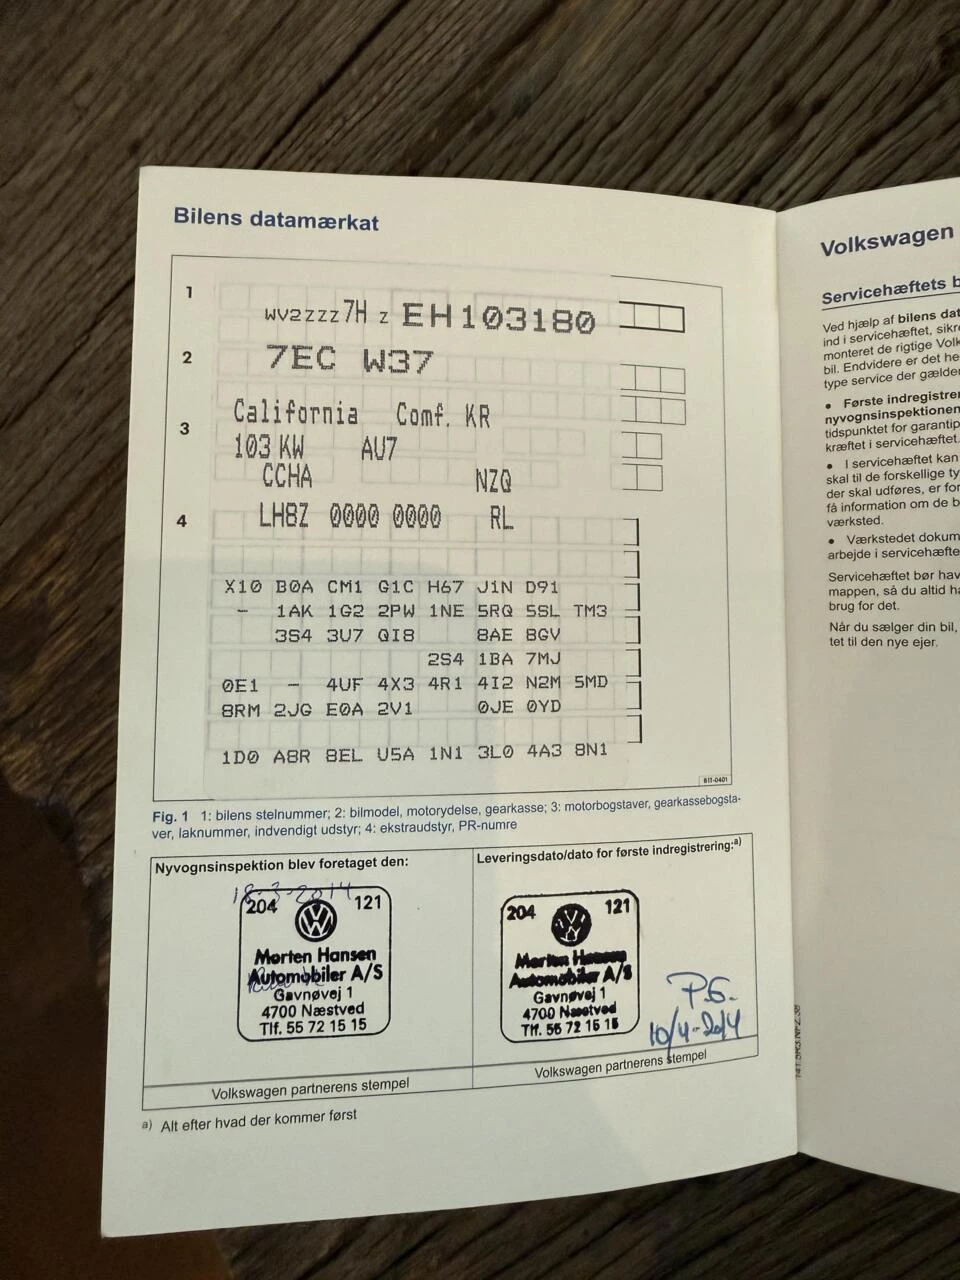 Bilens datamærkat
1
WV2ZZZ7H Z EH103180
2
7EC W37
3
California Comf. KR
103 KW AU7
CCHA NZQ
4
LH8Z 0000 0000 RL
X10 B0A CM1 G1C H67 J1N D91
- 1AK 1G2 2PW 1NE 5RQ 5SL TM3
3S4 3U7 QI8 8AE BGV
2S4 1BA 7MJ
0E1 - 4UF 4X3 4R1 4I2 N2M 5MD
8RM 2JG E0A 2V1 0JE 0YD
1D0 A8R 8EL U5A 1N1 3L0 4A3 8N1
B1T-0401
Fig. 1 1: bilens stelnummer; 2: bilmodel, motorydelse, gearkasse; 3: motorbogstaver, gearkassebogsta-
ver, laknummer, indvendigt udstyr; 4: ekstraudstyr, PR-numre
Nyvognsinspektion blev foretaget den:
18-3-2014
204 121
Morten Hansen
Automobiler A/S
Gavnøvej 1
4700 Næstved
Tlf. 55 72 15 15
Volkswagen partnerens stempel
Leveringsdato/dato for første indregistrering:a)
204 121
Morten Hansen
Automobiler A/S
Gavnøvej 1
4700 Næstved
Tlf. 55 72 15 15
P.G.
10/4-2014
Volkswagen partnerens stempel
a) Alt efter hvad der kommer først
Volkswagen
Servicehæftets b
Ved hjælp af bilens dat
ind i servicehæftet, sikre
monteret de rigtige Volk
bil. Endvidere er det he
type service der gælder
• Første indregistrer
nyvognsinspektionen
tidspunktet for garantip
kræftet i servicehæftet.
• I servicehæftet kan
skal til de forskellige ty
der skal udføres, er for
få information om de b
værksted.
• Værkstedet dokum
arbejde i servicehæfte
Servicehæftet bør hav
mappen, så du altid ha
brug for det.
Når du sælger din bil,
tet til den nye ejer.